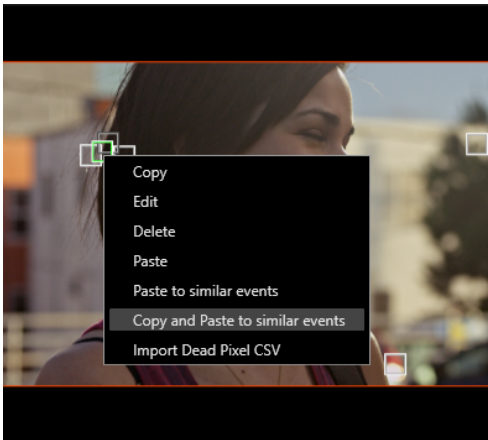 Copy
Edit
Delete
Paste
Paste to similar events
Copy and Paste to similar events
Import Dead Pixel CSV